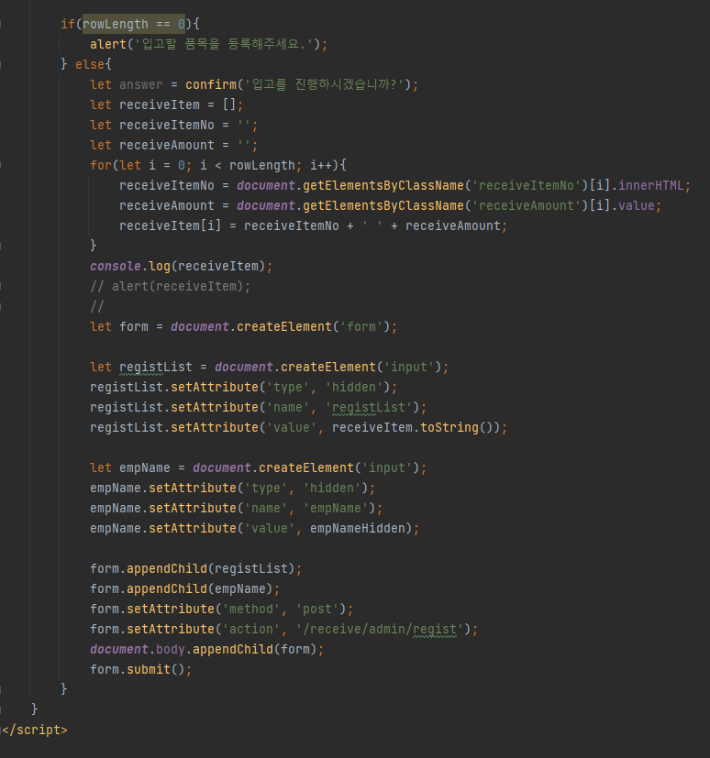 if(rowLength == 0){
alert('입고할 품목을 등록해주세요.');
} else{
let answer = confirm('입고를 진행하시겠습니까?');
let receiveItem = [];
let receiveItemNo = '';
let receiveAmount = '';
for(let i = 0; i < rowLength; i++){
receiveItemNo = document.getElementsByClassName('receiveItemNo')[i].innerHTML;
receiveAmount = document.getElementsByClassName('receiveAmount')[i].value;
receiveItem[i] = receiveItemNo + ' ' + receiveAmount;
}
console.log(receiveItem);
// alert(receiveItem);
//
let form = document.createElement('form');
let registList = document.createElement('input');
registList.setAttribute('type', 'hidden');
registList.setAttribute('name', 'registList');
registList.setAttribute('value', receiveItem.toString());
let empName = document.createElement('input');
empName.setAttribute('type', 'hidden');
empName.setAttribute('name', 'empName');
empName.setAttribute('value', empNameHidden);
form.appendChild(registList);
form.appendChild(empName);
form.setAttribute('method', 'post');
form.setAttribute('action', '/receive/admin/regist');
document.body.appendChild(form);
form.submit();
}
}
</script>